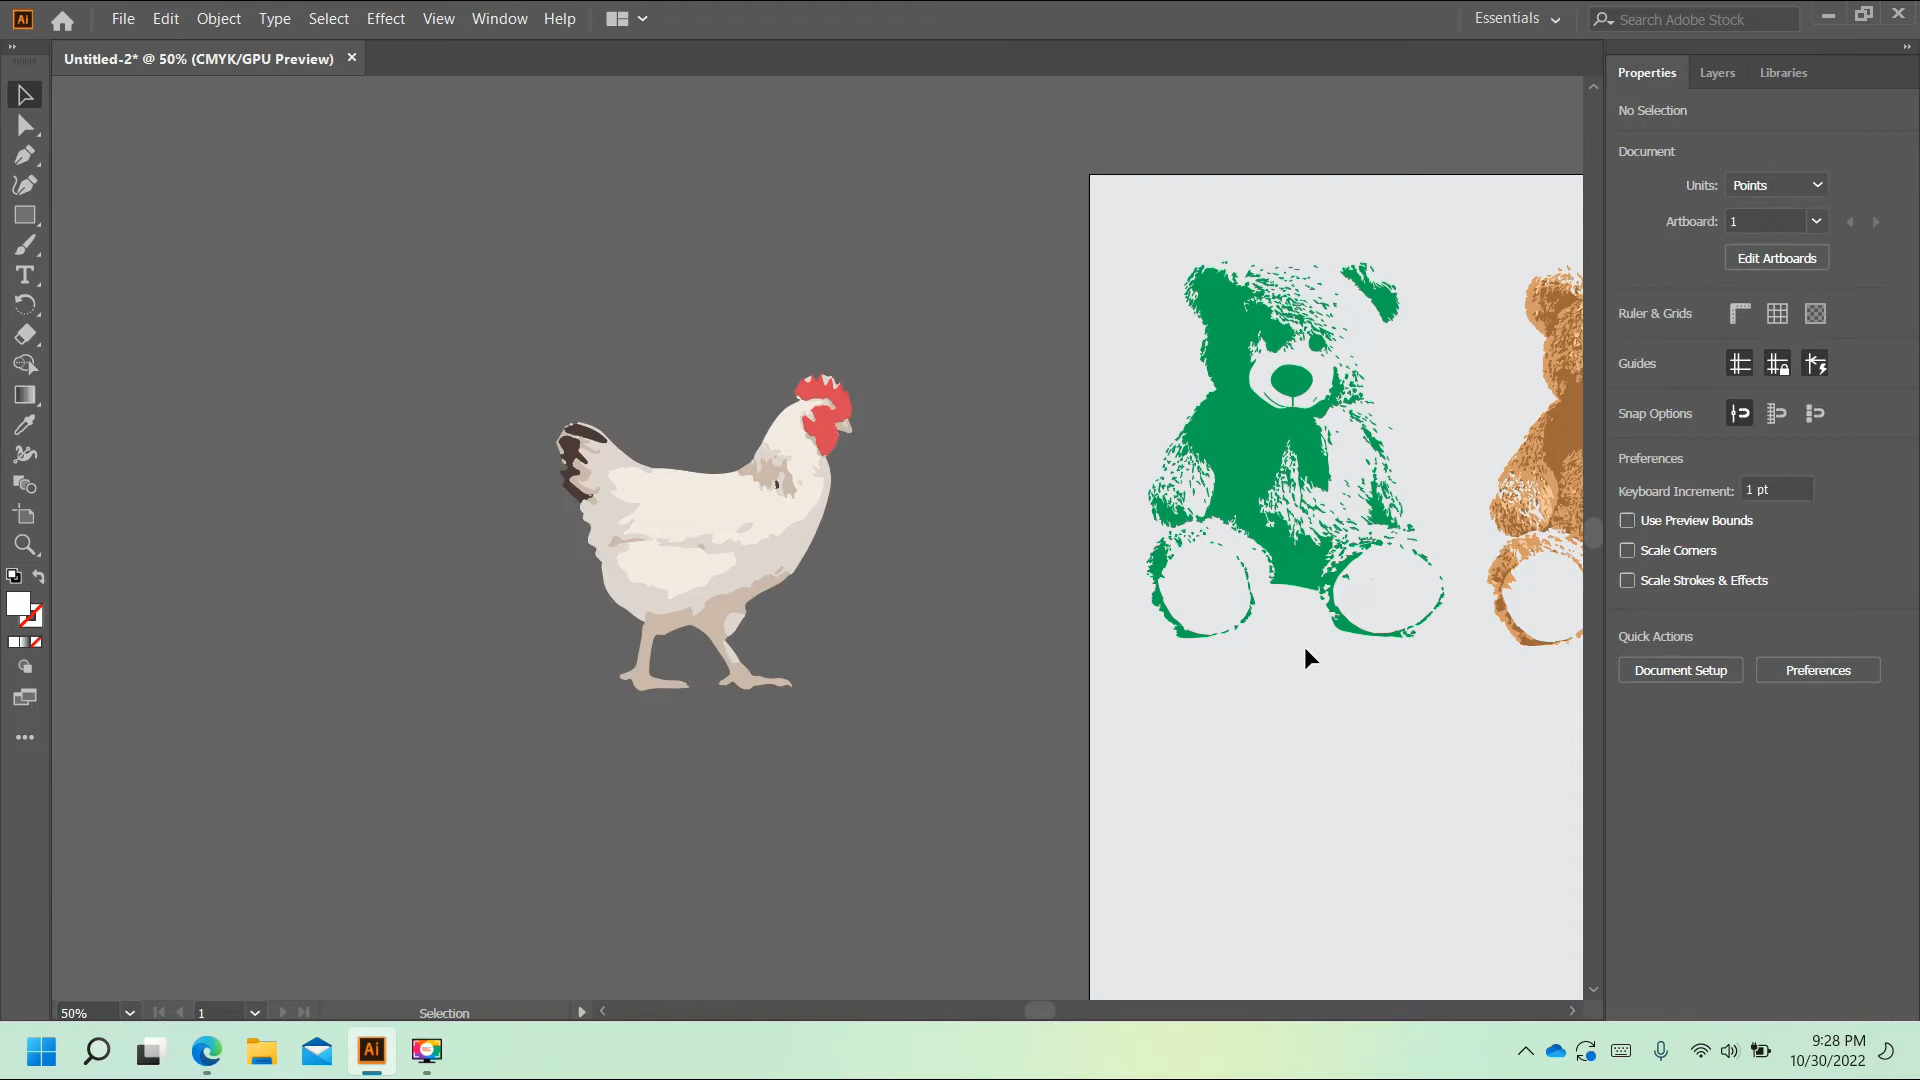 Ai File Edit Object Type Select Effect View Window Help Essentials Search Adobe Stock
Untitled-2* @ 50% (CMYK/GPU Preview)
Properties Layers Libraries
No Selection
Document
Units: Points
Artboard: 1
Edit Artboards
Ruler & Grids
Guides
Snap Options
Preferences
Keyboard Increment: 1 pt
Use Preview Bounds
Scale Corners
Scale Strokes & Effects
Quick Actions
Document Setup Preferences
50% 1 Selection
Ai REC 9:28 PM
10/30/2022